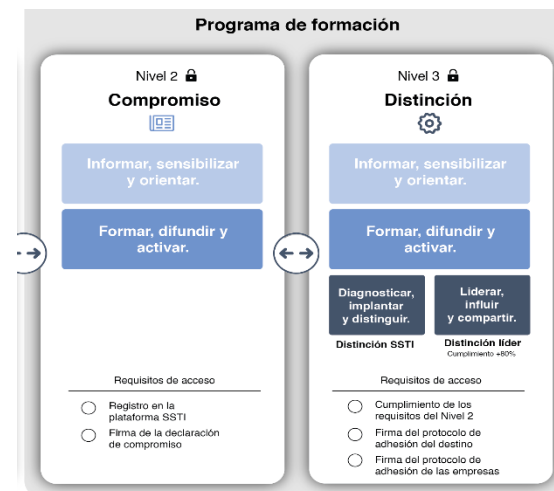 Programa de formación
Nivel 2
Compromiso
Informar, sensibilizar
y orientar.
Formar, difundir y
activar.
Requisitos de acceso
Registro en la
plataforma SSTI
Firma de la declaración
de compromiso
Nivel 3
Distinción
Informar, sensibilizar
y orientar.
Formar, difundir y
activar.
Diagnosticar,
implantar
y distinguir.
Distinción SSTI
Liderar,
influir
y compartir.
Distinción líder
Cumplimiento +80%
Requisitos de acceso
Cumplimiento de los
requisitos del Nivel 2
Firma del protocolo de
adhesión del destino
Firma del protocolo de
adhesión de las empresas